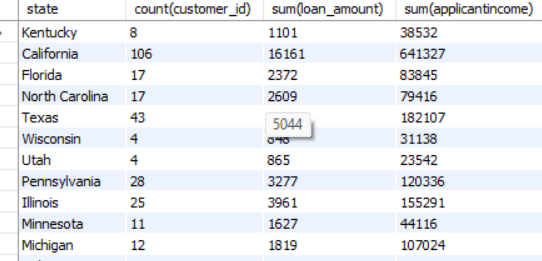 state count(customer_id) sum(loan_amount) sum(applicantincome)
Kentucky 8 1101 38532
California 106 16161 641327
Florida 17 2372 83845
North Carolina 17 2609 79416
Texas 43 182107
5044
Wisconsin 4 31138
Utah 4 865 23542
Pennsylvania 28 3277 120336
Illinois 25 3961 155291
Minnesota 11 1627 44116
Michigan 12 1819 107024